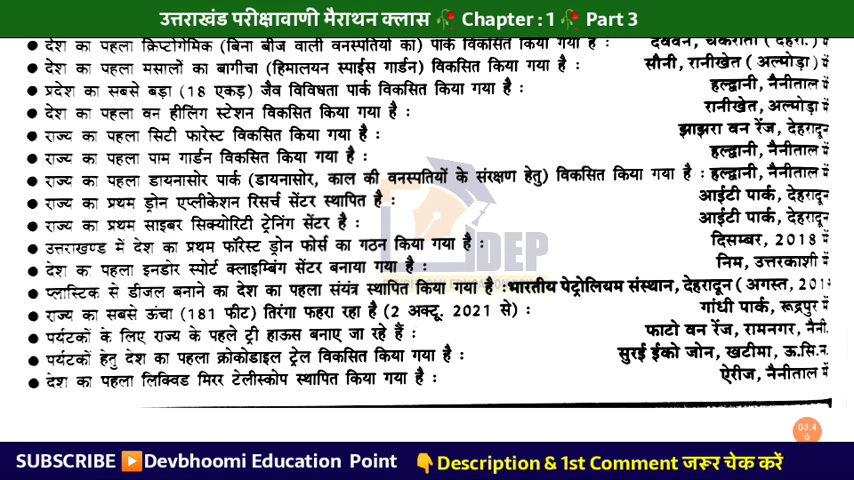 उत्तराखंड परीक्षावाणी मैराथन क्लास 🥀 Chapter : 1 🥀 Part 3
● देश का पहला क्रिप्टोगेमिक (बिना बीज वाली वनस्पतियों का) पार्क विकसित किया गया है : देववन, चकराता (देहरा.) में
● देश का पहला मसालों का बागीचा (हिमालयन स्पाईस गार्डन) विकसित किया गया है : सौनी, रानीखेत (अल्मोड़ा) में
● प्रदेश का सबसे बड़ा (18 एकड़) जैव विविधता पार्क विकसित किया गया है : हल्द्वानी, नैनीताल में
● देश का पहला वन हीलिंग स्टेशन विकसित किया गया है : रानीखेत, अल्मोड़ा में
● राज्य का पहला सिटी फारेस्ट विकसित किया गया है : झाझरा वन रेंज, देहरादून
● राज्य का पहला पाम गार्डन विकसित किया गया है : हल्द्वानी, नैनीताल में
● राज्य का पहला डायनासोर पार्क (डायनासोर, काल की वनस्पतियों के संरक्षण हेतु) विकसित किया गया है : हल्द्वानी, नैनीताल में
● राज्य का प्रथम ड्रोन एप्लीकेशन रिसर्च सेंटर स्थापित है : आईटी पार्क, देहरादून
● राज्य का प्रथम साइबर सिक्योरिटी ट्रेनिंग सेंटर है : आईटी पार्क, देहरादून
● उत्तराखण्ड में देश का प्रथम फॉरेस्ट ड्रोन फोर्स का गठन किया गया है : दिसम्बर, 2018 में
● देश का पहला इनडोर स्पोर्ट क्लाइम्बिंग सेंटर बनाया गया है : निम, उत्तरकाशी में
● प्लास्टिक से डीजल बनाने का देश का पहला संयंत्र स्थापित किया गया है : भारतीय पेट्रोलियम संस्थान, देहरादून (अगस्त,
● राज्य का सबसे ऊंचा (181 फीट) तिरंगा फहरा रहा है (2 अक्टू. 2021 से) : गांधी पार्क, रूद्रपुर में
● पर्यटकों के लिए राज्य के पहले ट्री हाऊस बनाए जा रहे हैं : फाटो वन रेंज, रामनगर, नैनी.
● पर्यटकों हेतु देश का पहला क्रोकोडाइल ट्रेल विकसित किया गया है : सुरई ईको जोन, खटीमा, ऊ.सि.न.
● देश का पहला लिक्विड मिरर टेलीस्कोप स्थापित किया गया है : ऐरीज, नैनीताल में
DEP
03:46
SUBSCRIBE ▶️Devbhoomi Education Point 👇Description & 1st Comment जरूर चेक करें